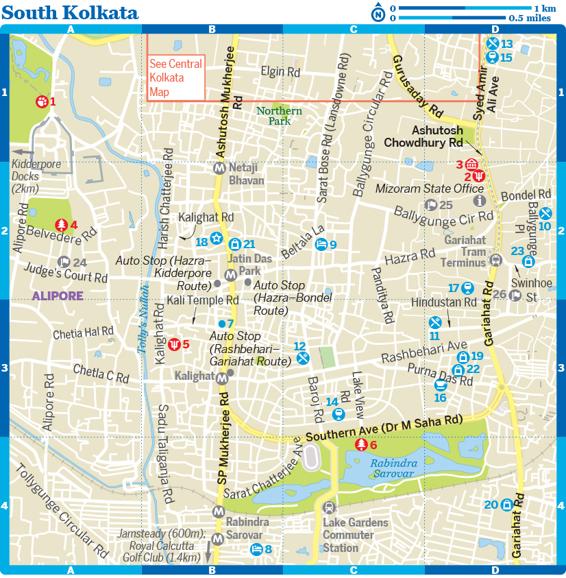 South Kolkata
N
0 1 km
0 0.5 miles
A
B
C
D
See Central
Kolkata
Map
Elgin Rd
Northern
Park
Ashutosh Mukherjee
Rd
Sarat Bose Rd (Lansdowne Rd)
Ballygunge Circular Rd
Gurusaday Rd
Syed Amir
Ali Ave
13
15
1
1
1
Ashutosh
Chowdhury Rd
Kidderpore
Docks
(2km)
M Netaji
Bhavan
3
2
Mizoram State Office
25
i
Bondel Rd
Ballygunge Cir Rd
10
Ballygunge
Pl
Harish Chatterjee Rd
Kalighat Rd
Alipore Rd
4
Belvedere Rd
2
2
18
21
Beltala La
9
Gariahat
Tram
Terminus
23
24
Judge's Court Rd
ALIPORE
Auto Stop (Hazra–
Kidderpore
Route)
Jatin Das
Park
M
Hazra Rd
Auto Stop
(Hazra–Bondel
Route)
Panditya Rd
17
Hindustan Rd
26
Swinhoe
St
Kali Temple Rd
Tolly's Nullah
Kalighat Rd
7
Chetla Hal Rd
5
Auto Stop
(Rashbehari–
Gariahat Route)
12
11
Gariahat Rd
Rashbehari Ave
19
22
Purna Das Rd
16
3
3
Chetla C Rd
Kalighat M
Alipore Rd
Baroj Rd
Lake View
Rd
14
Southern Ave (Dr M Saha Rd)
6
Sadu Taliganja Rd
SP Mukherjee Rd
Sarat Chatterjee Ave
Rabindra
Sarovar
Tollygunge Circular Rd
4
4
20
Gariahat Rd
M Rabindra
Sarovar
M
Lake Gardens
Commuter
Station
Jamsteady (600m);
Royal Calcutta
Golf Club (1.4km)
8
A
B
C
D